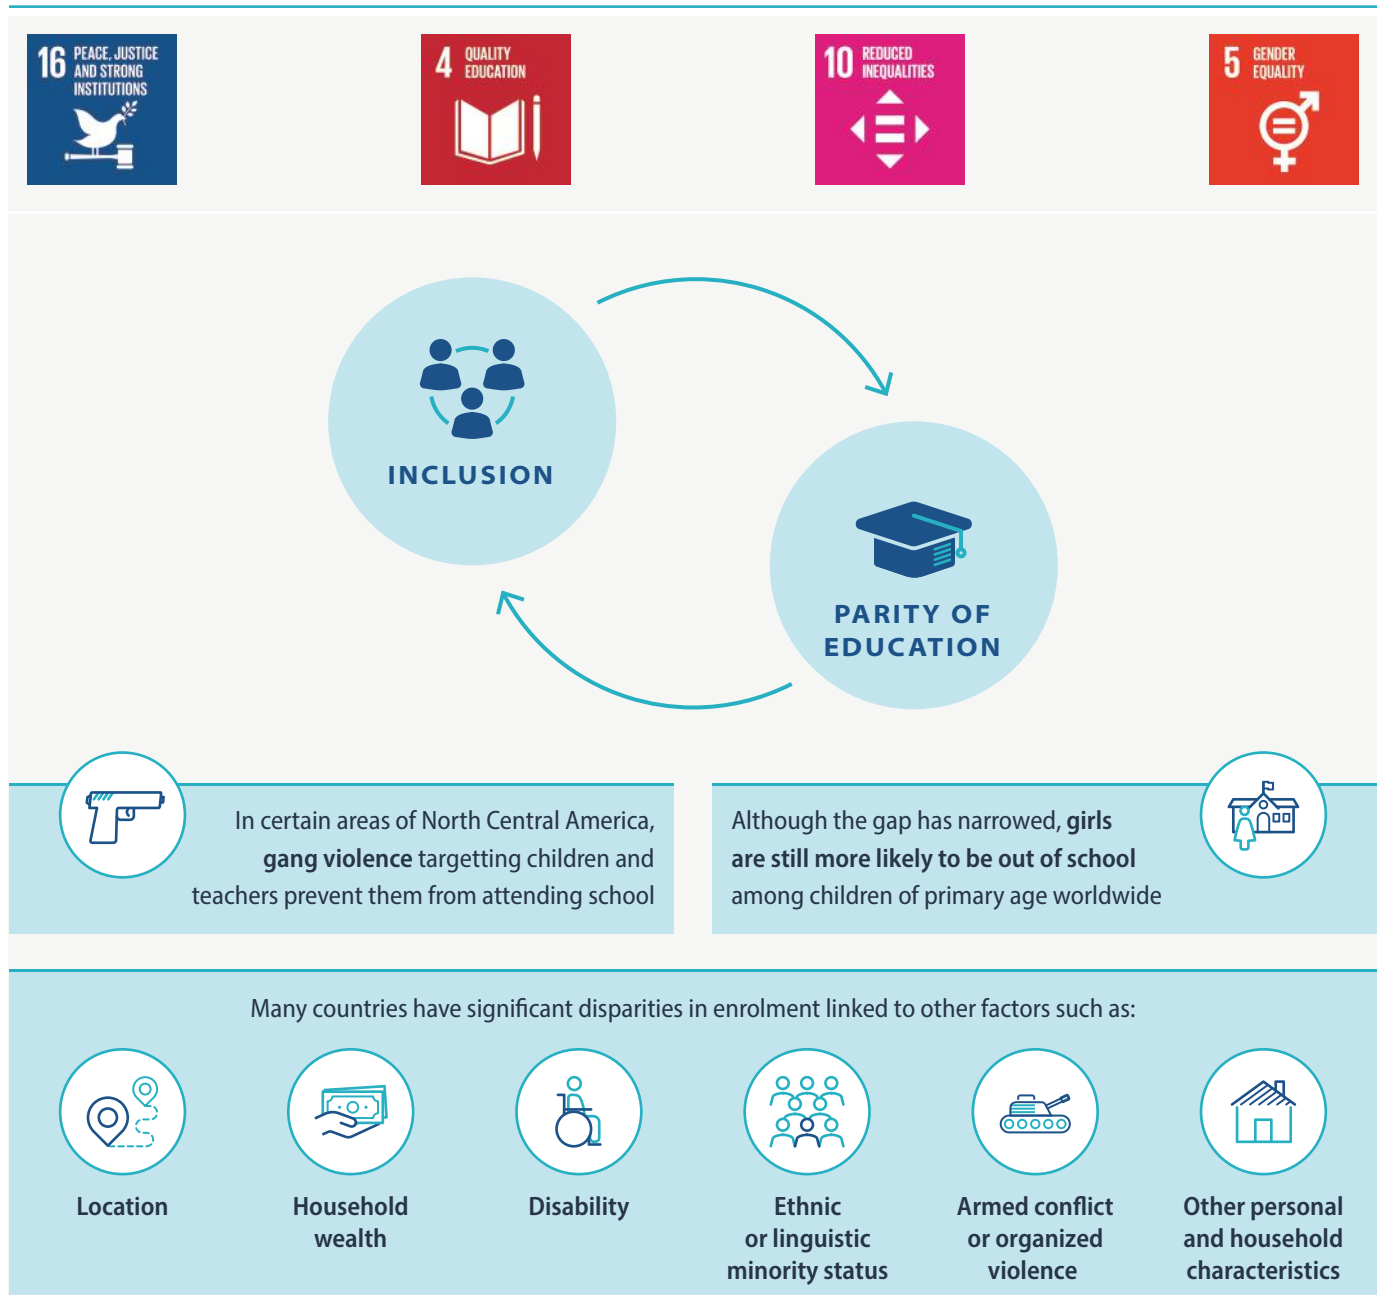 16 PEACE, JUSTICE
AND STRONG
INSTITUTIONS
4 QUALITY
EDUCATION
10 REDUCED
INEQUALITIES
5 GENDER
EQUALITY
INCLUSION
PARITY OF
EDUCATION
In certain areas of North Central America,
gang violence targetting children and
teachers prevent them from attending school
Although the gap has narrowed, girls
are still more likely to be out of school
among children of primary age worldwide
Many countries have significant disparities in enrolment linked to other factors such as:
Location
Household
wealth
Disability
Ethnic
or linguistic
minority status
Armed conflict
or organized
violence
Other personal
and household
characteristics